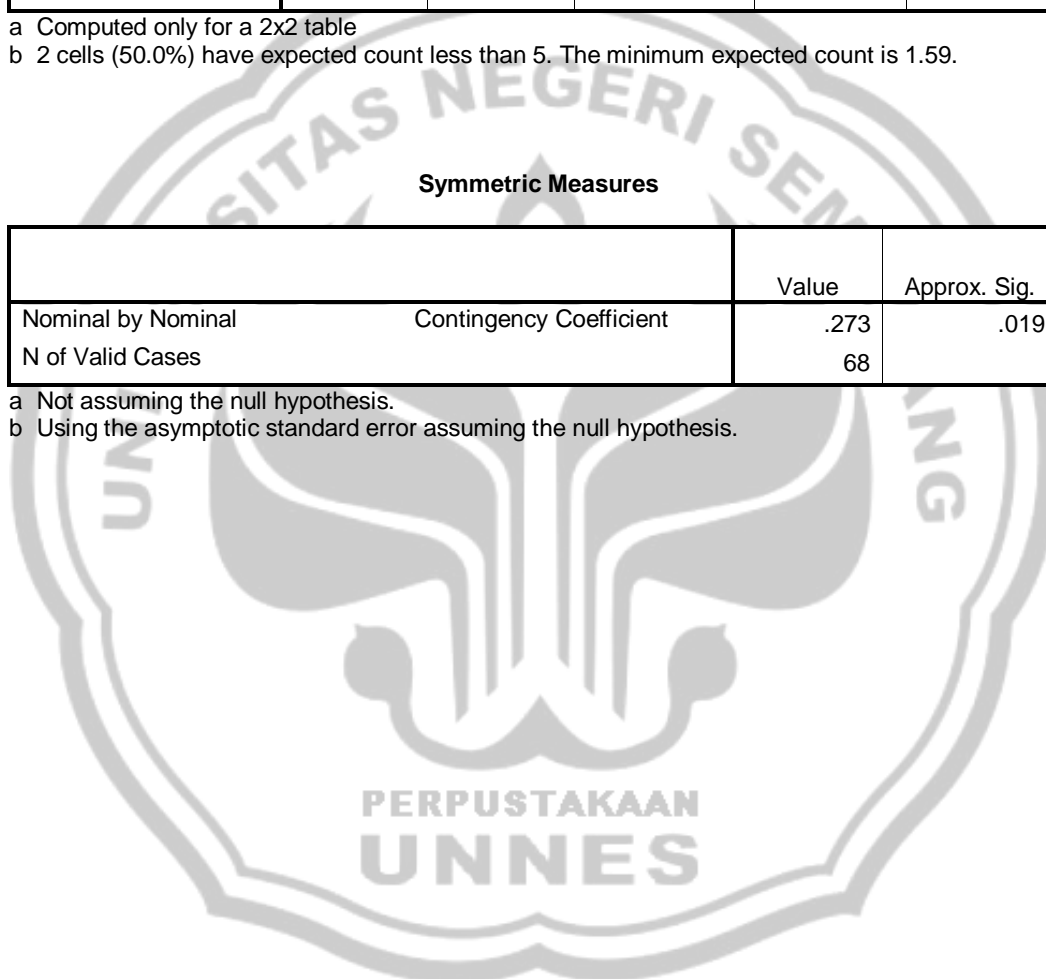 a Computed only for a 2x2 table
b 2 cells (50.0%) have expected count less than 5. The minimum expected count is 1.59.
Symmetric Measures
Value Approx. Sig.
Nominal by Nominal Contingency Coefficient .273 .019
N of Valid Cases 68
a Not assuming the null hypothesis.
b Using the asymptotic standard error assuming the null hypothesis.
PERPUSTAKAAN
UNNES